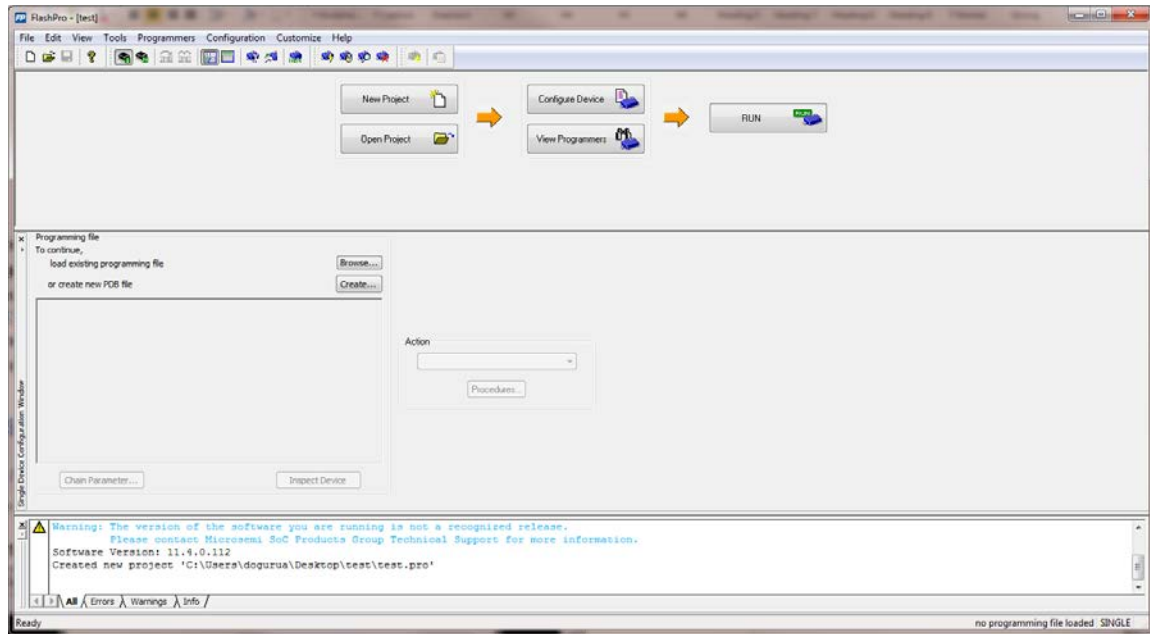 FlashPro - [test]
File Edit View Tools Programmers Configuration Customize Help
New Project
Configure Device
RUN
Open Project
View Programmers
Programming file
To continue,
load existing programming file
Browse...
or create new PDB file
Create...
Action
Procedures...
Chain Parameter...
Inspect Device
Single Device Configuration Window
Warning: The version of the software you are running is not a recognized release.
Please contact Microsemi SoC Products Group Technical Support for more information.
Software Version: 11.4.0.112
Created new project 'C:\Users\dogurua\Desktop\test\test.pro'
All Errors Warnings Info
Ready
no programming file loaded SINGLE